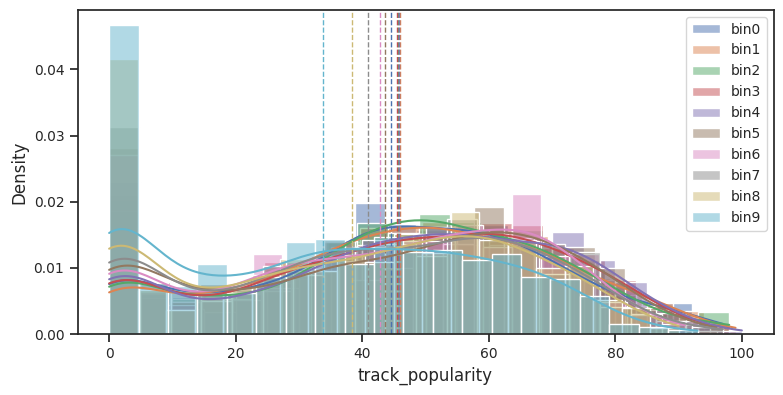 0.04
0.03
0.02
0.01
0.00
Density
0
20
40
60
80
100
track_popularity
bin0
bin1
bin2
bin3
bin4
bin5
bin6
bin7
bin8
bin9